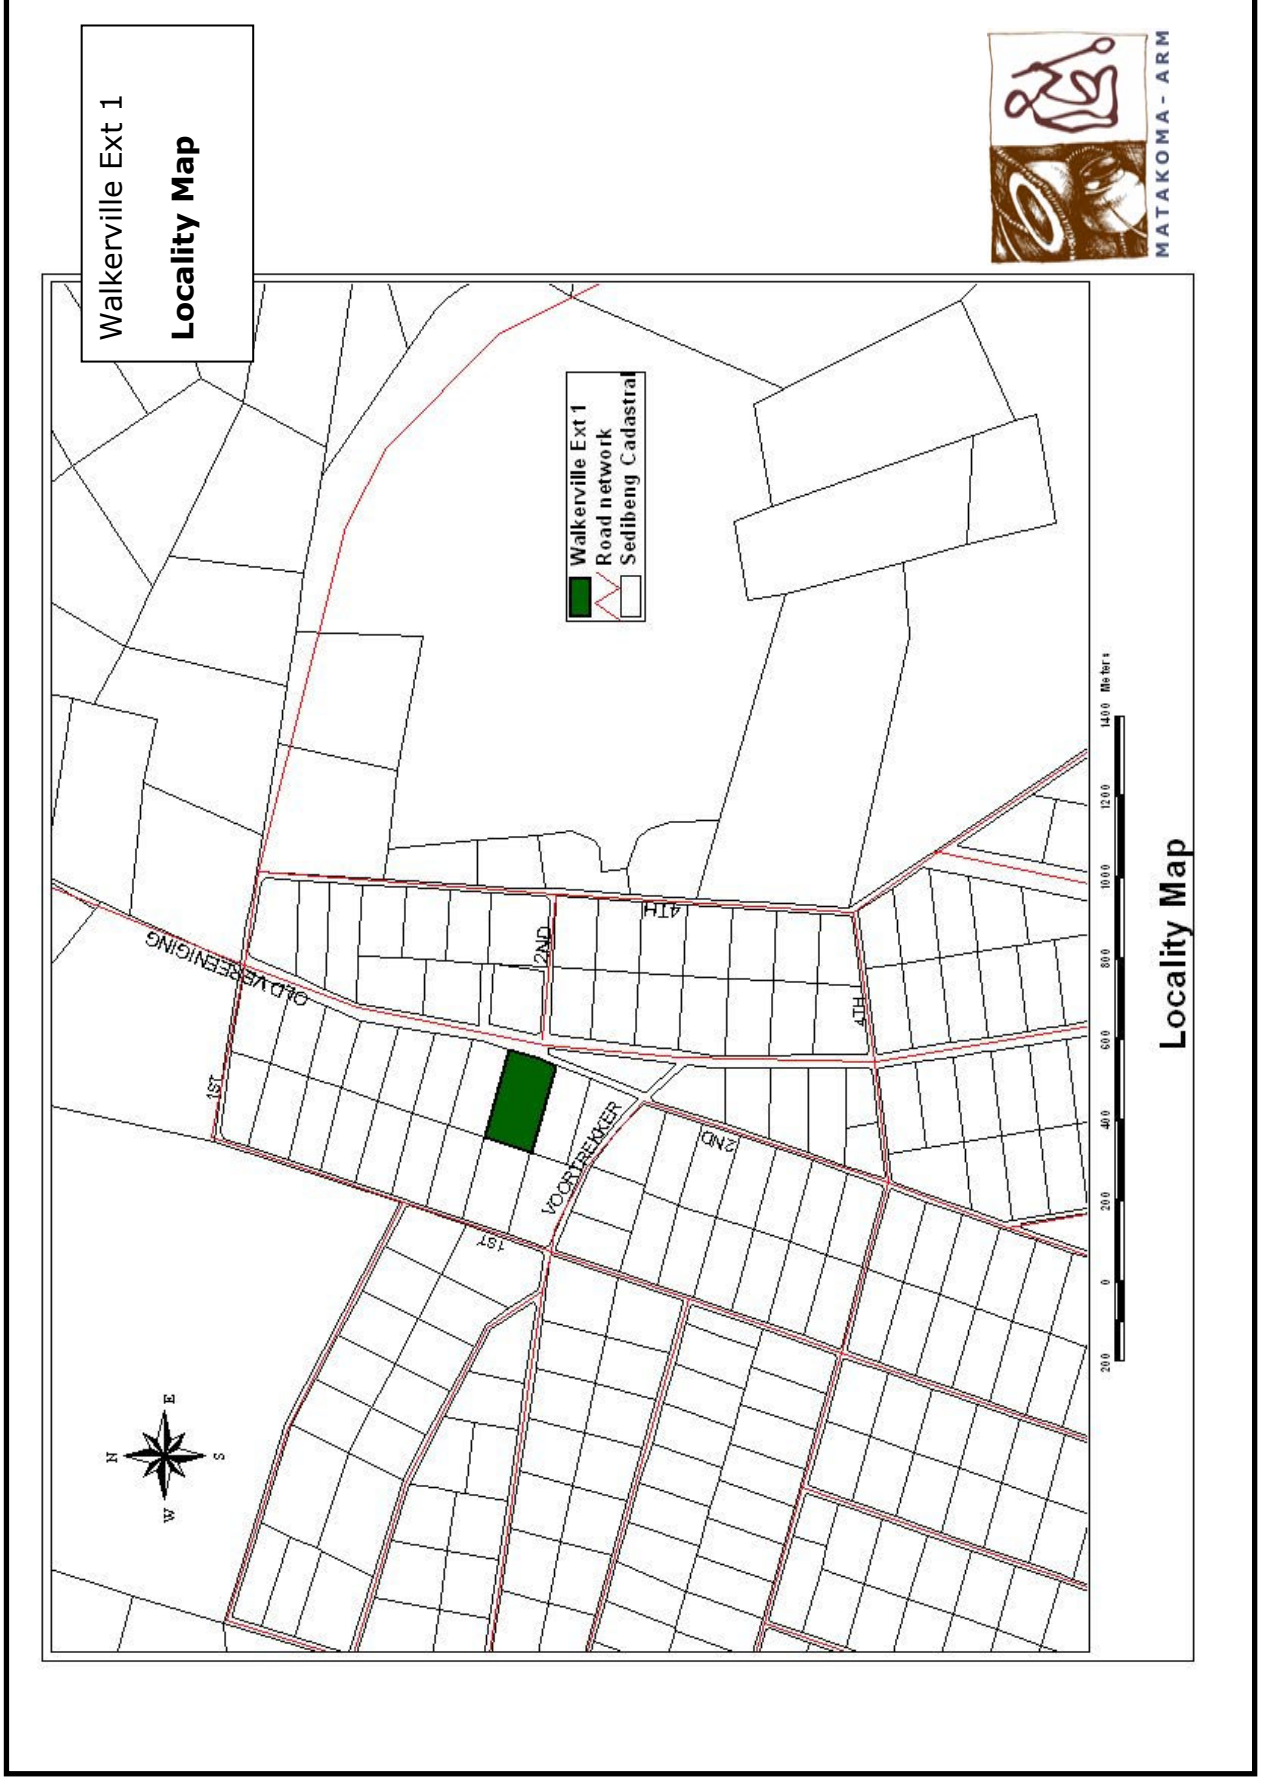 Walkerville Ext 1
Locality Map
MATAKOMA- ARM
N
W
E
S
OLD VEREENIGING
1ST
2ND
4TH
1ST
VOORTREKKER
2ND
4TH
Walkerville Ext 1
Road network
Sedibeng Cadastral
200 0 200 400 600 800 1000 1200 1400 Meters
Locality Map